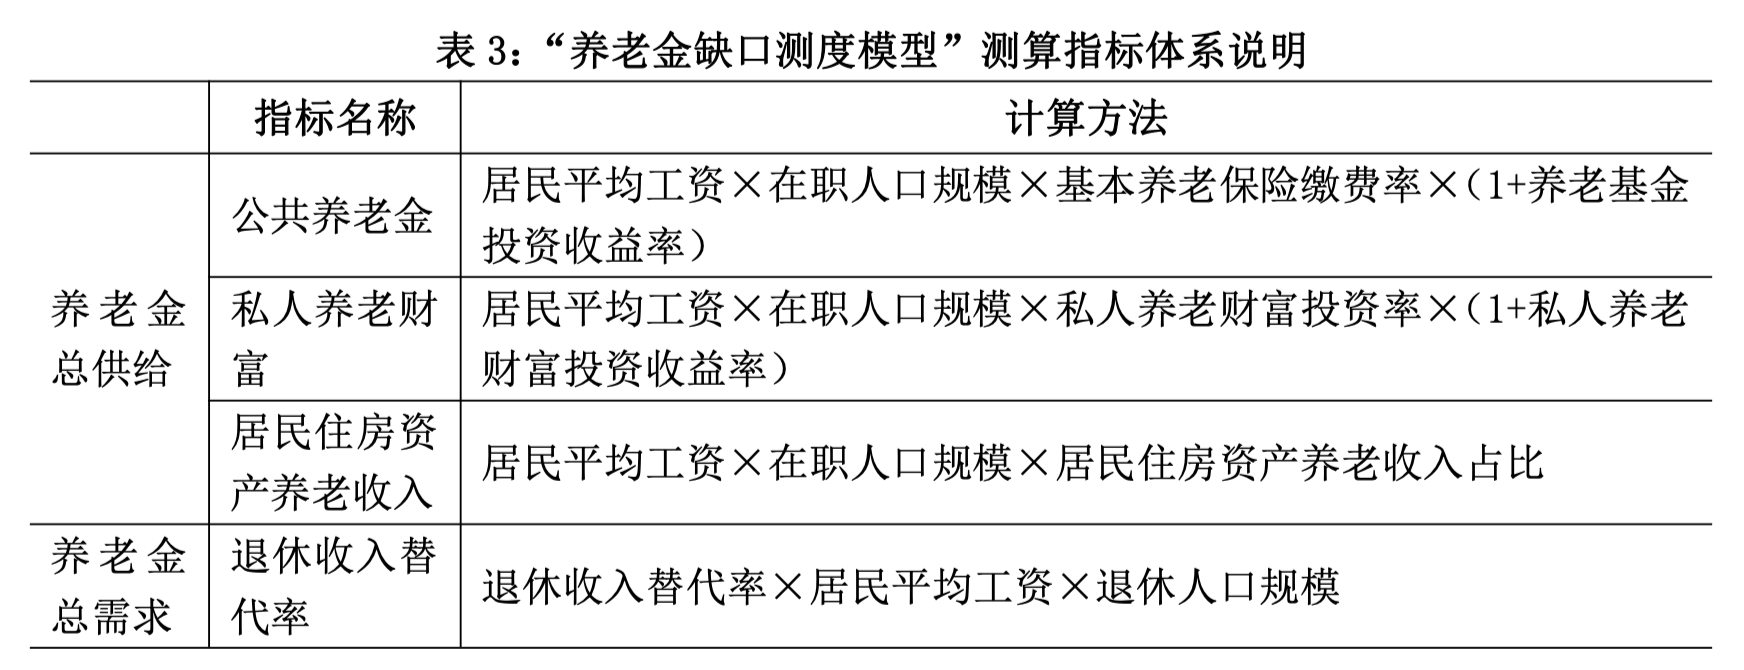 表 3：“养老金缺口测度模型”测算指标体系说明
指标名称
计算方法
养老金
总供给
公共养老金
居民平均工资×在职人口规模×基本养老保险缴费率×（1+养老基金
投资收益率）
私人养老财
富
居民平均工资×在职人口规模×私人养老财富投资率×（1+私人养老
财富投资收益率）
居民住房资
产养老收入
居民平均工资×在职人口规模×居民住房资产养老收入占比
养老金
总需求
退休收入替
代率
退休收入替代率×居民平均工资×退休人口规模